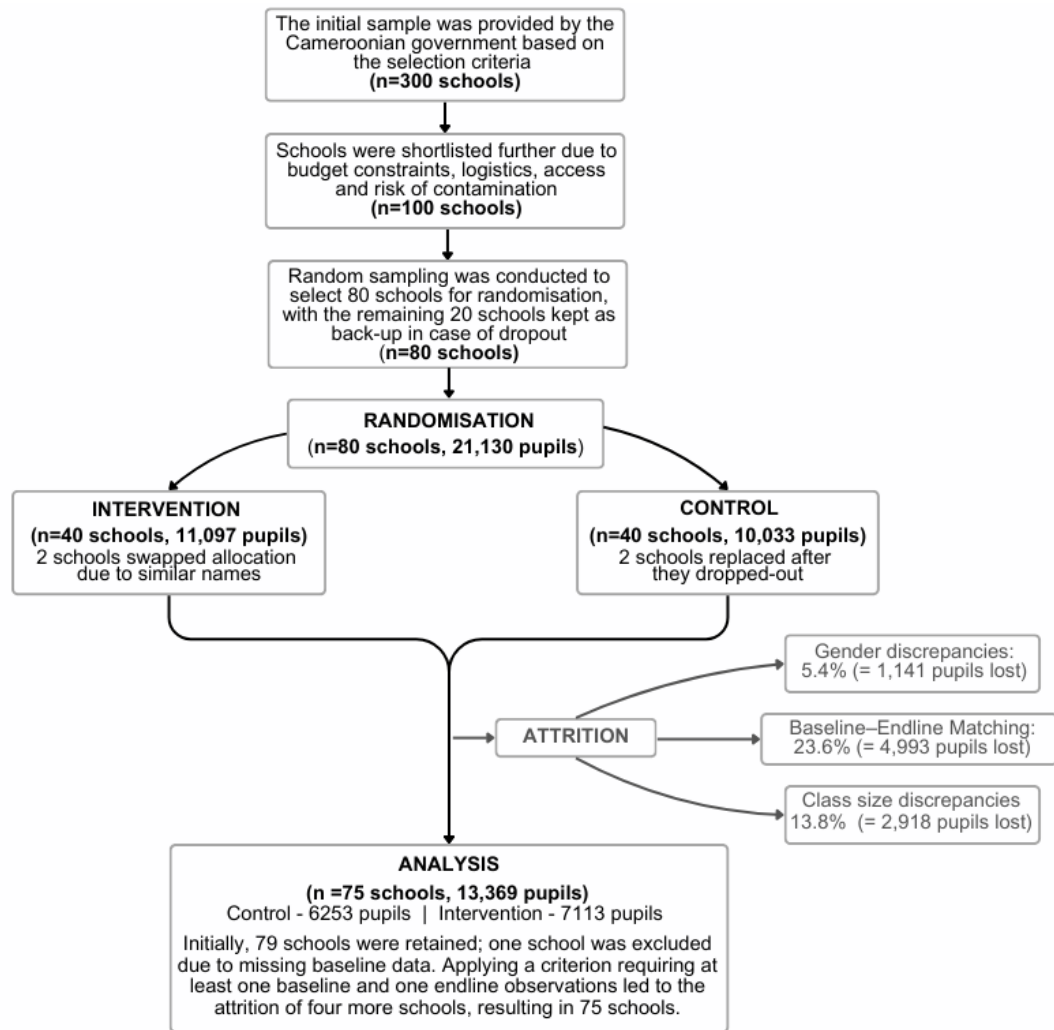 The initial sample was provided by the
Cameroonian government based on
the selection criteria
(n=300 schools)
Schools were shortlisted further due to
budget constraints, logistics, access
and risk of contamination
(n=100 schools)
Random sampling was conducted to
select 80 schools for randomisation,
with the remaining 20 schools kept as
back-up in case of dropout
(n=80 schools)
RANDOMISATION
(n=80 schools, 21,130 pupils)
INTERVENTION
(n=40 schools, 11,097 pupils)
2 schools swapped allocation
due to similar names
CONTROL
(n=40 schools, 10,033 pupils)
2 schools replaced after
they dropped-out
Gender discrepancies:
5.4% (= 1,141 pupils lost)
ATTRITION
Baseline–Endline Matching:
23.6% (= 4,993 pupils lost)
Class size discrepancies
13.8% (= 2,918 pupils lost)
ANALYSIS
(n =75 schools, 13,369 pupils)
Control - 6253 pupils | Intervention - 7113 pupils
Initially, 79 schools were retained; one school was excluded
due to missing baseline data. Applying a criterion requiring at
least one baseline and one endline observations led to the
attrition of four more schools, resulting in 75 schools.